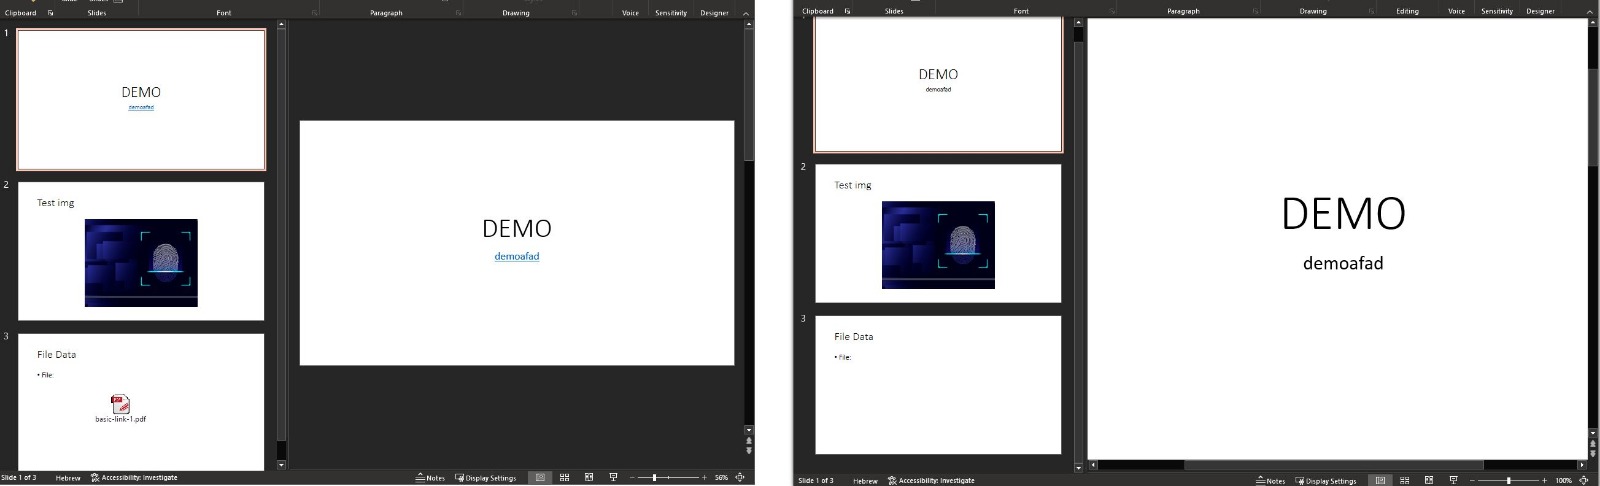 Clipboard Slides Font Paragraph Drawing Voice Sensitivity Designer
1
DEMO
demoafad
2
Test img
3
File Data
• File:
basic-link-1.pdf
DEMO
demoafad
Slide 1 of 3 Hebrew Accessibility: Investigate Notes Display Settings 56%
Clipboard Slides Font Paragraph Drawing Editing Voice Sensitivity Designer
DEMO
demoafad
2
Test img
3
File Data
• File:
DEMO
demoafad
Slide 1 of 3 Hebrew Accessibility: Investigate Notes Display Settings 100%